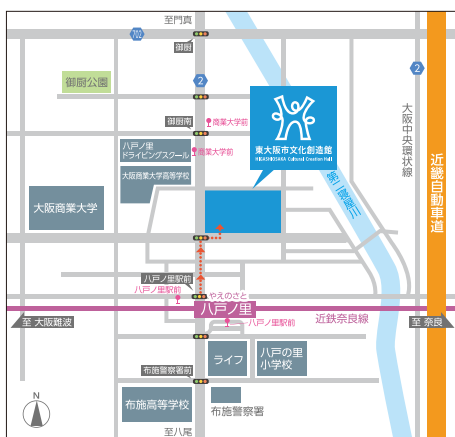 至門真
702
御厨
2
2
御厨公園
御厨南
商業大学前
八戸ノ里
ドライビングスクール
商業大学前
大阪商業大学高等学校
東大阪市文化創造館
HIGASHIOSAKA Cultural Creation Hall
大阪中央環状線
近畿自動車道
第二寝屋川
大阪商業大学
八戸ノ里駅前
八戸ノ里駅前
やえのさと
八戸ノ里
近鉄奈良線
至 大阪難波
八戸ノ里駅前
至 奈良
ライフ
八戸の里
小学校
布施警察前
布施高等学校
布施警察署
N
至八尾